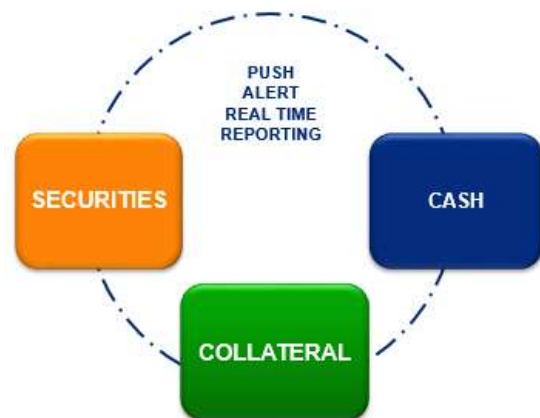 PUSH
ALERT
REAL TIME
REPORTING
SECURITIES
CASH
COLLATERAL